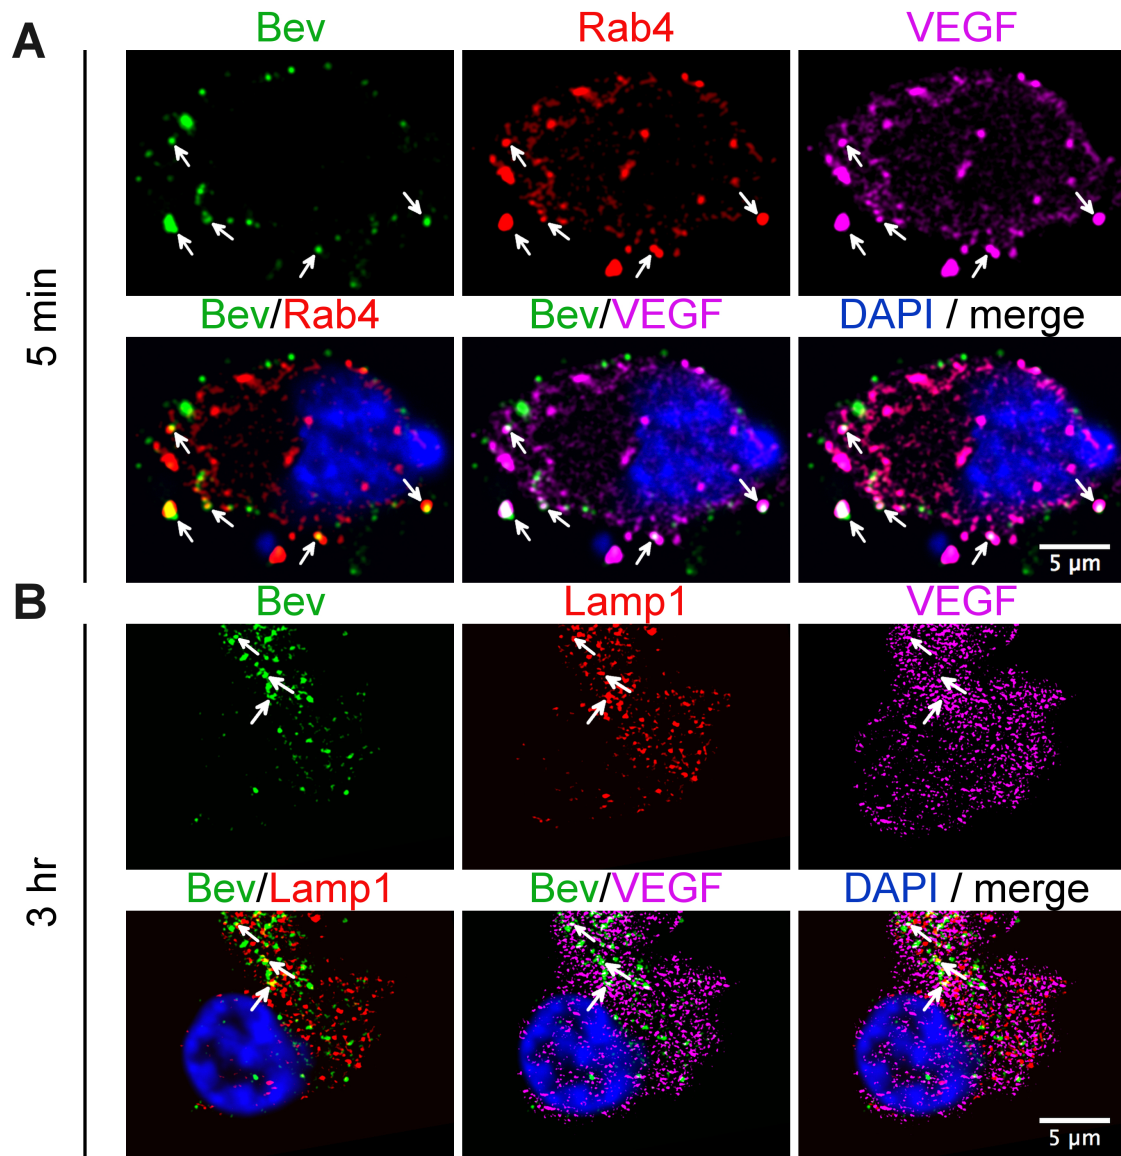 A
Bev
Rab4
VEGF
5 min
Bev/Rab4
Bev/VEGF
DAPI / merge
5 µm
B
Bev
Lamp1
VEGF
3 hr
Bev/Lamp1
Bev/VEGF
DAPI / merge
5 µm